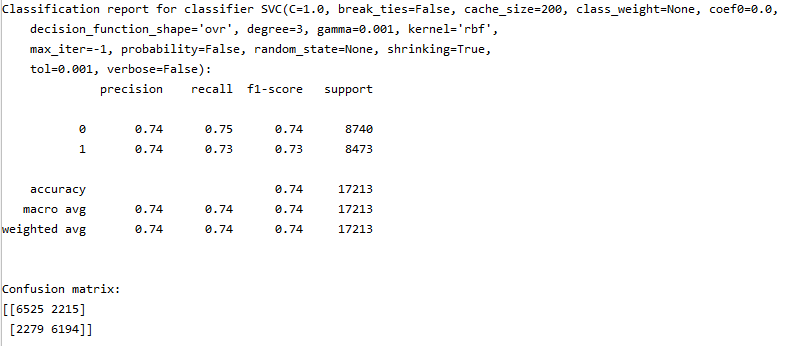 Classification report for classifier SVC(C=1.0, break_ties=False, cache_size=200, class_weight=None, coef0=0.0,
    decision_function_shape='ovr', degree=3, gamma=0.001, kernel='rbf',
    max_iter=-1, probability=False, random_state=None, shrinking=True,
    tol=0.001, verbose=False):
              precision    recall  f1-score   support

           0       0.74      0.75      0.74      8740
           1       0.74      0.73      0.73      8473

    accuracy                           0.74     17213
   macro avg       0.74      0.74      0.74     17213
weighted avg       0.74      0.74      0.74     17213


Confusion matrix:
[[6525 2215]
 [2279 6194]]